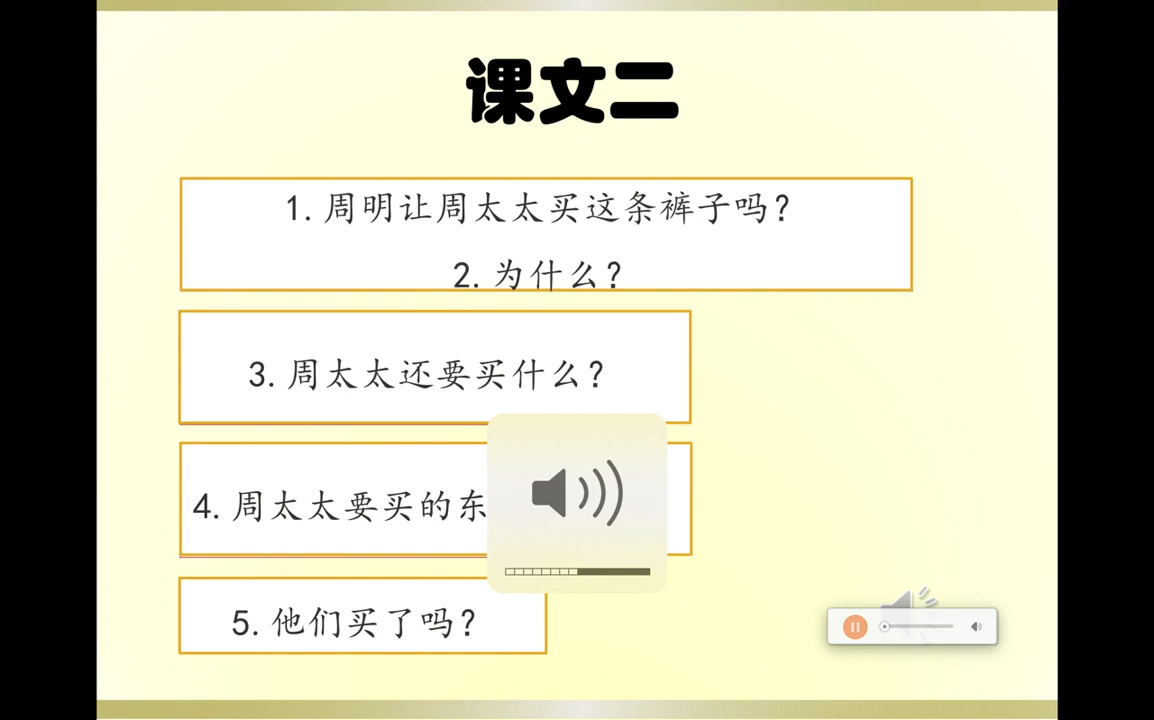 课文二
1.周明让周太太买这条裤子吗?
2.为什么?
3.周太太还要买什么?
4.周太太要买的东
5.他们买了吗?